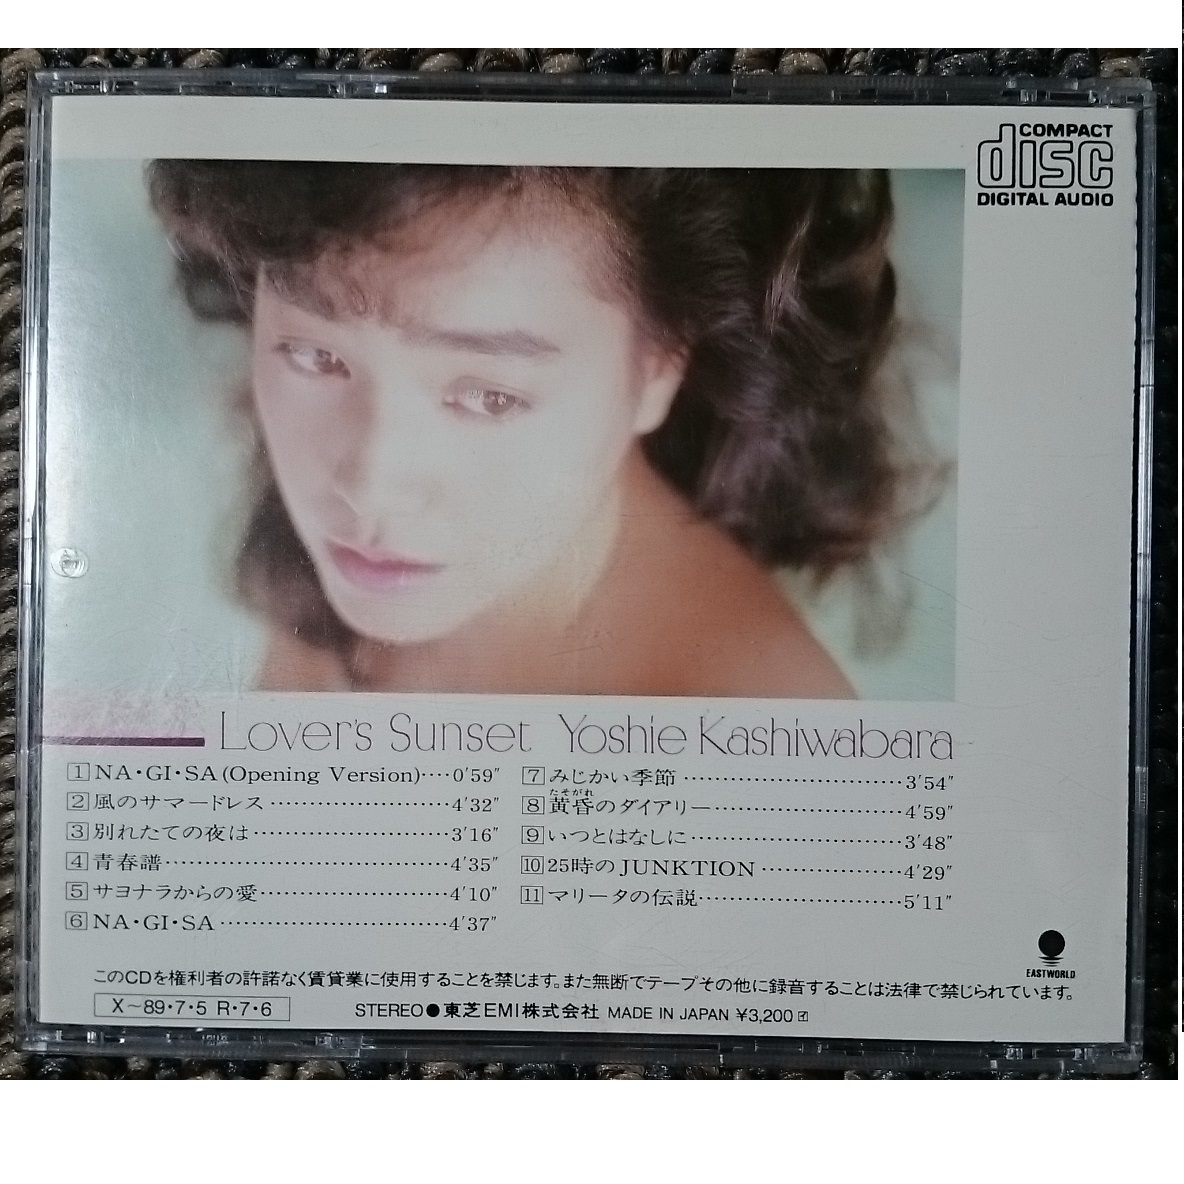 COMPACT
disc
DIGITAL AUDIO
Lover's Sunset Yoshie Kashiwabara
1 NA・GI・SA(Opening Version)‥‥0'59"
2 風のサマードレス‥‥‥‥‥‥‥‥4'32"
3 別れたての夜は‥‥‥‥‥‥‥‥3'16"
4 青春譜‥‥‥‥‥‥‥‥‥‥‥‥4'35"
5 サヨナラからの愛‥‥‥‥‥‥‥‥4'10"
6 NA・GI・SA‥‥‥‥‥‥‥‥‥‥4'37"
7 みじかい季節‥‥‥‥‥‥‥‥‥‥3'54"
たそがれ
8 黄昏のダイアリー‥‥‥‥‥‥‥‥4'59"
9 いつとはなしに‥‥‥‥‥‥‥‥‥3'48"
10 25時のJUNKTION‥‥‥‥‥‥‥4'29"
11 マリータの伝説‥‥‥‥‥‥‥‥‥5'11"
EASTWORLD
このCDを権利者の許諾なく賃貸業に使用することを禁じます。また無断でテープその他に録音することは法律で禁じられています。
X〜89・7・5 R・7・6
STEREO●東芝EMI株式会社 MADE IN JAPAN ¥3,200